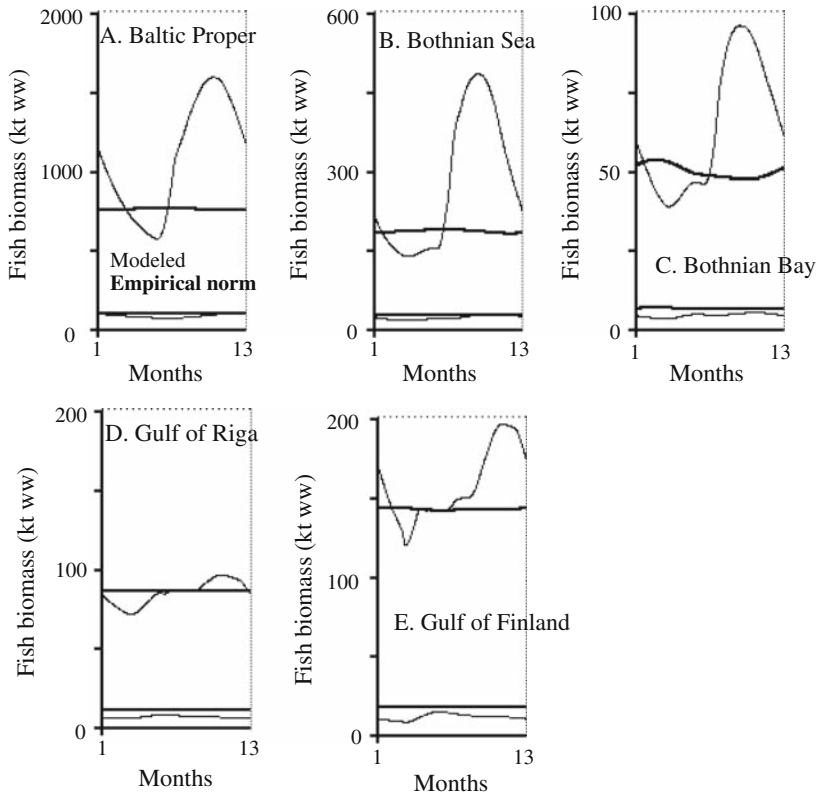 2000
A. Baltic Proper
1000
Fish biomass (kt ww)
Modeled
Empirical norm
0
1
13
Months
600
B. Bothnian Sea
300
Fish biomass (kt ww)
0
1
13
Months
100
50
Fish biomass (kt ww)
C. Bothnian Bay
0
1
13
Months
200
D. Gulf of Riga
100
Fish biomass (kt ww)
0
1
13
Months
200
100
Fish biomass (kt ww)
E. Gulf of Finland
0
1
13
Months